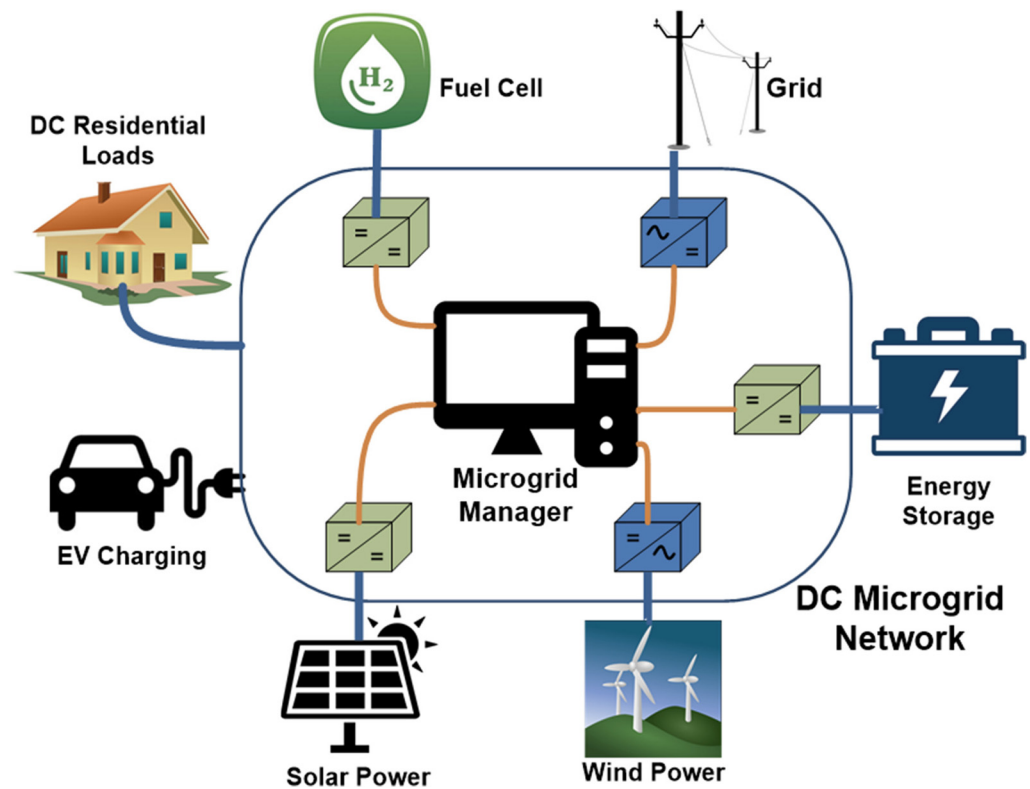 H₂
Fuel Cell
Grid
DC Residential
Loads
Microgrid
Manager
Energy
Storage
EV Charging
DC Microgrid
Network
Solar Power
Wind Power